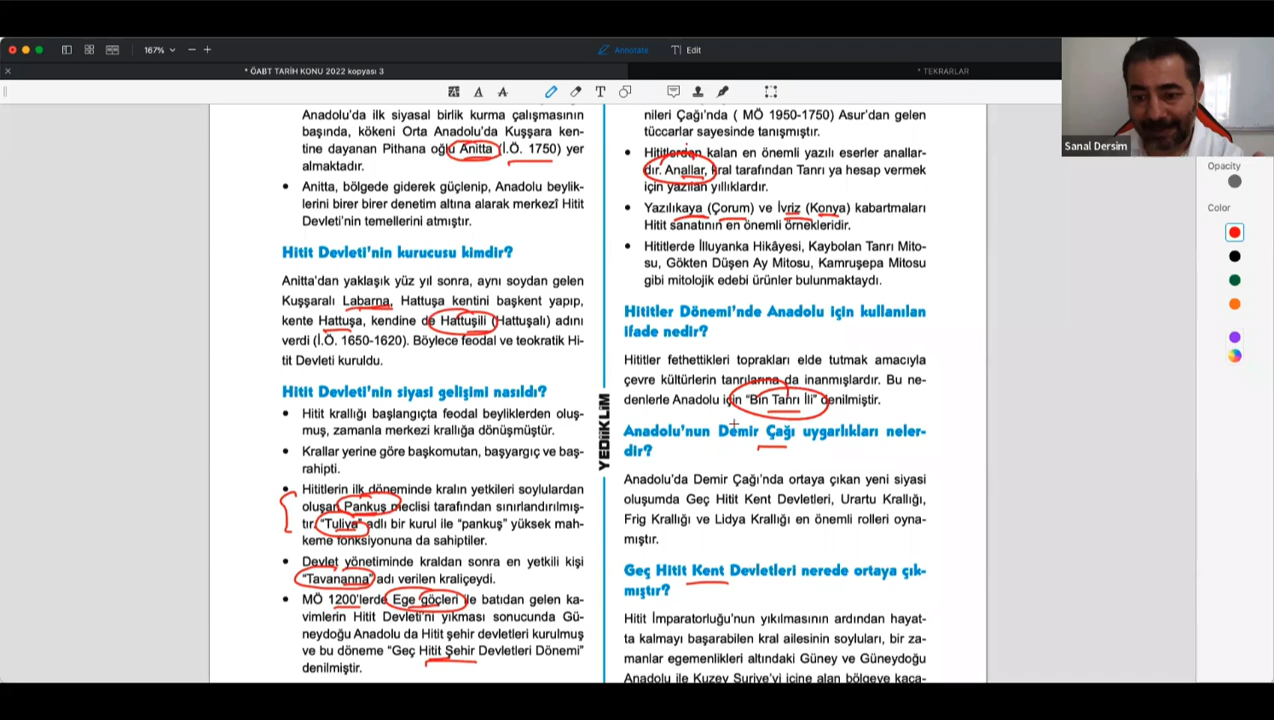 167%
Annotate
Edit
* ÖABT TARİH KONU 2022 kopyası 3
* TEKRARLAR
Sanal Dersim
Opacity
Color
Anadolu'da ilk siyasal birlik kurma çalışmasının
başında, kökeni Orta Anadolu'da Kuşşara ken-
tine dayanan Pithana oğlu Anitta (İ.Ö. 1750) yer
almaktadır.
• Anitta, bölgede giderek güçlenip, Anadolu beylik-
lerini birer birer denetim altına alarak merkezî Hitit
Devleti'nin temellerini atmıştır.
Hitit Devleti'nin kurucusu kimdir?
Anitta'dan yaklaşık yüz yıl sonra, aynı soydan gelen
Kuşşaralı Labarna, Hattuşa kentini başkent yapıp,
kente Hattuşa, kendine de Hattuşili (Hattuşalı) adını
verdi (İ.Ö. 1650-1620). Böylece feodal ve teokratik Hi-
tit Devleti kuruldu.
Hitit Devleti'nin siyasi gelişimi nasıldı?
• Hitit krallığı başlangıçta feodal beyliklerden oluş-
muş, zamanla merkezi krallığa dönüşmüştür.
• Krallar yerine göre başkomutan, başyargıç ve baş-
rahipti.
• Hititlerin ilk döneminde kralın yetkileri soylulardan
oluşan Pankuş meclisi tarafından sınırlandırılmış-
tır. "Tuliya" adlı bir kurul ile "pankuş" yüksek mah-
keme fonksiyonuna da sahiptiler.
• Devlet yönetiminde kraldan sonra en yetkili kişi
"Tavananna" adı verilen kraliçeydi.
• MÖ 1200'lerde Ege göçleri ile batıdan gelen ka-
vimlerin Hitit Devleti'ni yıkması sonucunda Gü-
neydoğu Anadolu da Hitit şehir devletleri kurulmuş
ve bu döneme "Geç Hitit Şehir Devletleri Dönemi"
denilmiştir.
YEDİİKLİM
nileri Çağı'nda ( MÖ 1950-1750) Asur'dan gelen
tüccarlar sayesinde tanışmıştır.
• Hititlerden kalan en önemli yazılı eserler anallar-
dır. Anallar, kral tarafından Tanrı ya hesap vermek
için yazılan yıllıklardır.
• Yazılıkaya (Çorum) ve İvriz (Konya) kabartmaları
Hitit sanatının en önemli örnekleridir.
• Hititlerde İlluyanka Hikâyesi, Kaybolan Tanrı Mito-
su, Gökten Düşen Ay Mitosu, Kamruşepa Mitosu
gibi mitolojik edebi ürünler bulunmaktaydı.
Hititler Dönemi'nde Anadolu için kullanılan
ifade nedir?
Hititler fethettikleri toprakları elde tutmak amacıyla
çevre kültürlerin tanrılarına da inanmışlardır. Bu ne-
denlerle Anadolu için "Bin Tanrı İli" denilmiştir.
Anadolu'nun Demir Çağı uygarlıkları neler-
dir?
Anadolu'da Demir Çağı'nda ortaya çıkan yeni siyasi
oluşumda Geç Hitit Kent Devletleri, Urartu Krallığı,
Frig Krallığı ve Lidya Krallığı en önemli rolleri oyna-
mıştır.
Geç Hitit Kent Devletleri nerede ortaya çık-
mıştır?
Hitit İmparatorluğu'nun yıkılmasının ardından hayat-
ta kalmayı başarabilen kral ailesinin soyluları, bir za-
manlar egemenlikleri altındaki Güney ve Güneydoğu
Anadolu ile Kuzey Suriye'yi içine alan bölgeye kaça-